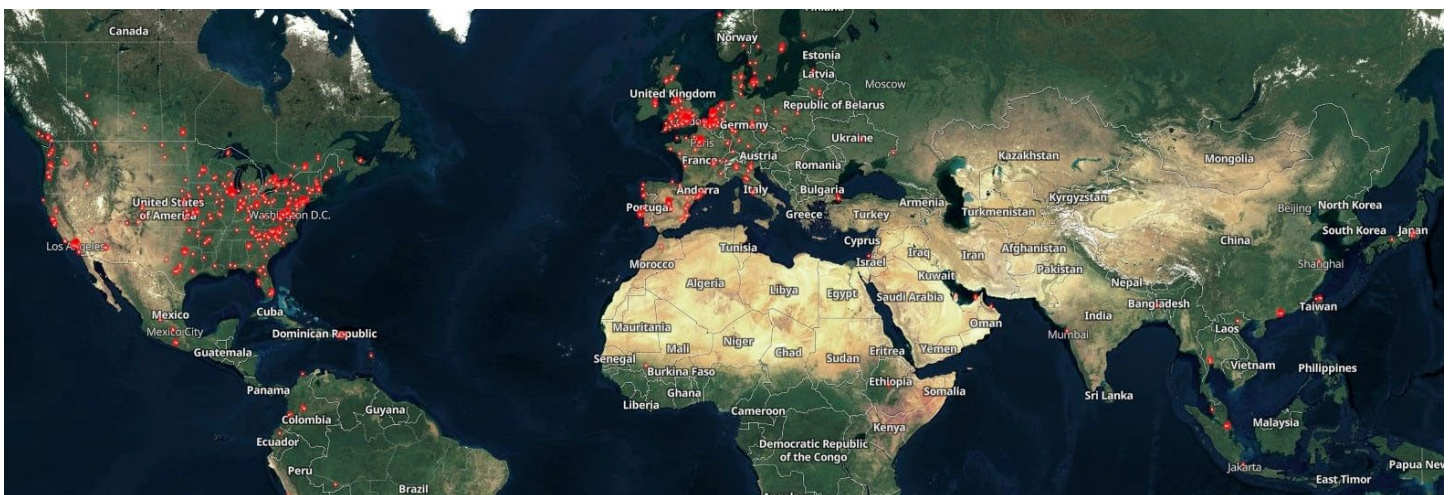 Canada
Norway
Estonia
Latvia
Moscow
United Kingdom
Republic of Belarus
Germany
Ukraine
Paris
France
Austria
Kazakhstan
Mongolia
Romania
Andorra
Italy
Bulgaria
United States
of America
Washington D.C.
Portugal
Greece
Turkey
Armenia
Turkmenistan
Kyrgyzstan
Beijing
North Korea
Los Angeles
Tunisia
Cyprus
Israel
Iraq
Iran
Afghanistan
China
South Korea
Japan
Morocco
Kuwait
Pakistan
Shanghai
Algeria
Libya
Egypt
Saudi Arabia
Nepal
Bangladesh
Mexico
Cuba
Mauritania
Oman
India
Taiwan
Mexico City
Dominican Republic
Niger
Mumbai
Laos
Guatemala
Senegal
Mali
Chad
Sudan
Eritrea
Yemen
Burkina Faso
Vietnam
Philippines
Panama
Ghana
Ethiopia
Somalia
Sri Lanka
Liberia
Guyana
Cameroon
Colombia
Malaysia
Ecuador
Kenya
Democratic Republic
of the Congo
Peru
Jakarta
Papua New
East Timor
Brazil